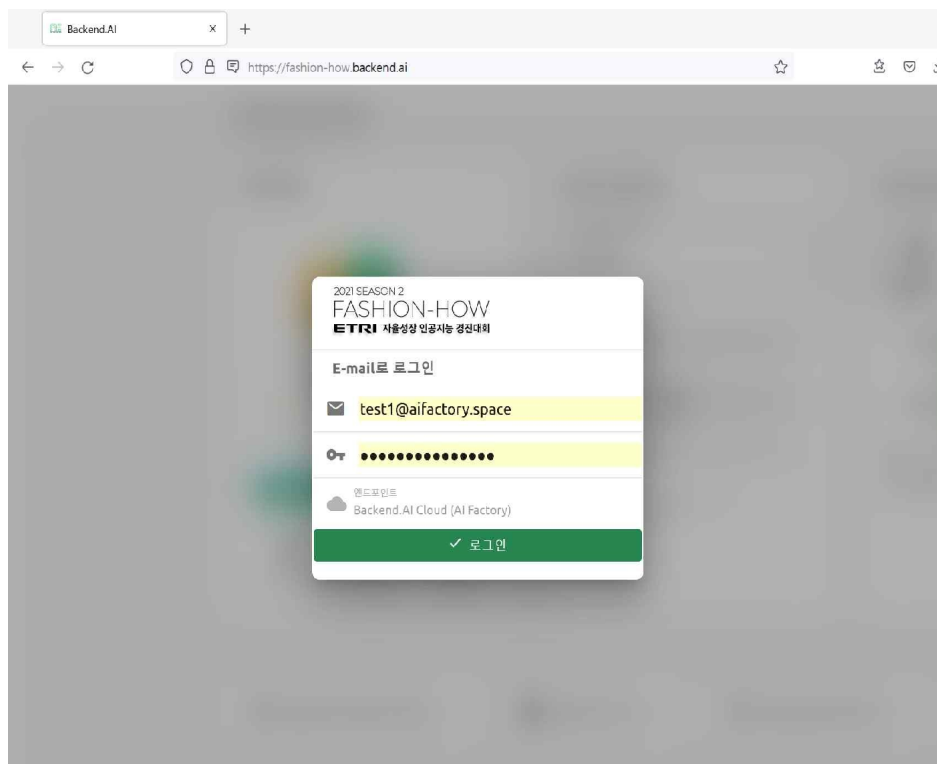 Backend.AI
https://fashion-how.backend.ai
2021 SEASON 2
FASHION-HOW
ETRI 자율성장 인공지능 경진대회
E-mail로 로그인
test1@aifactory.space
●●●●●●●●●●●●●●●
엔드포인트
Backend.AI Cloud (AI Factory)
✓ 로그인